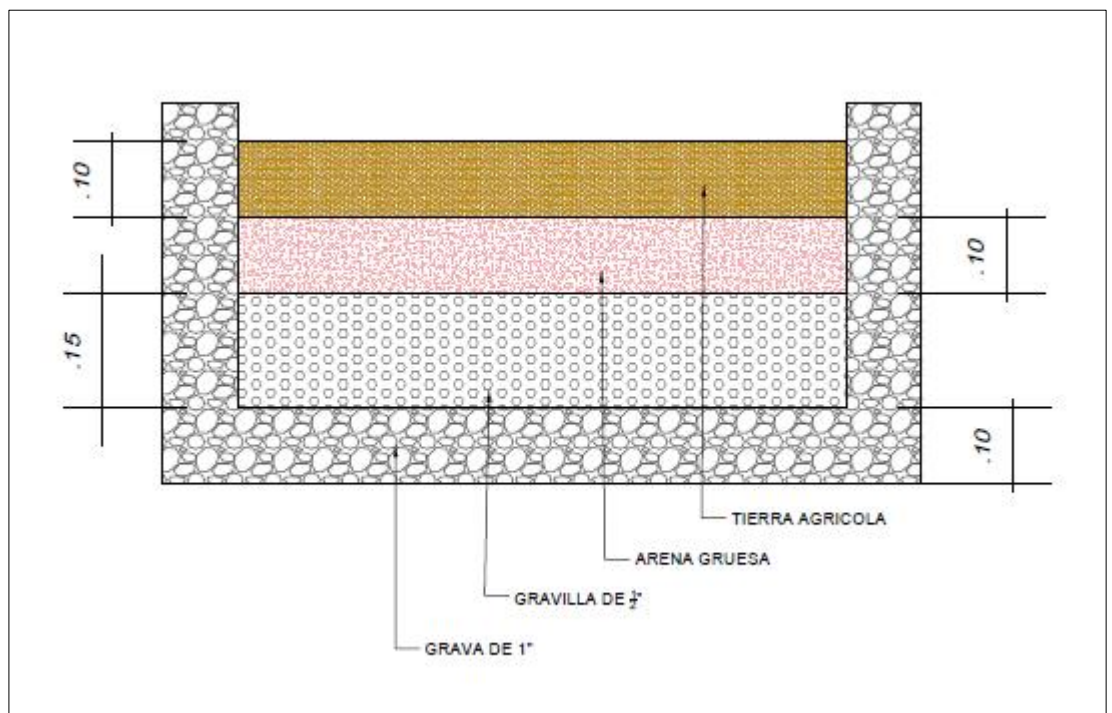 .10
.10
.15
.10
TIERRA AGRICOLA
ARENA GRUESA
GRAVILLA DE ½"
GRAVA DE 1"